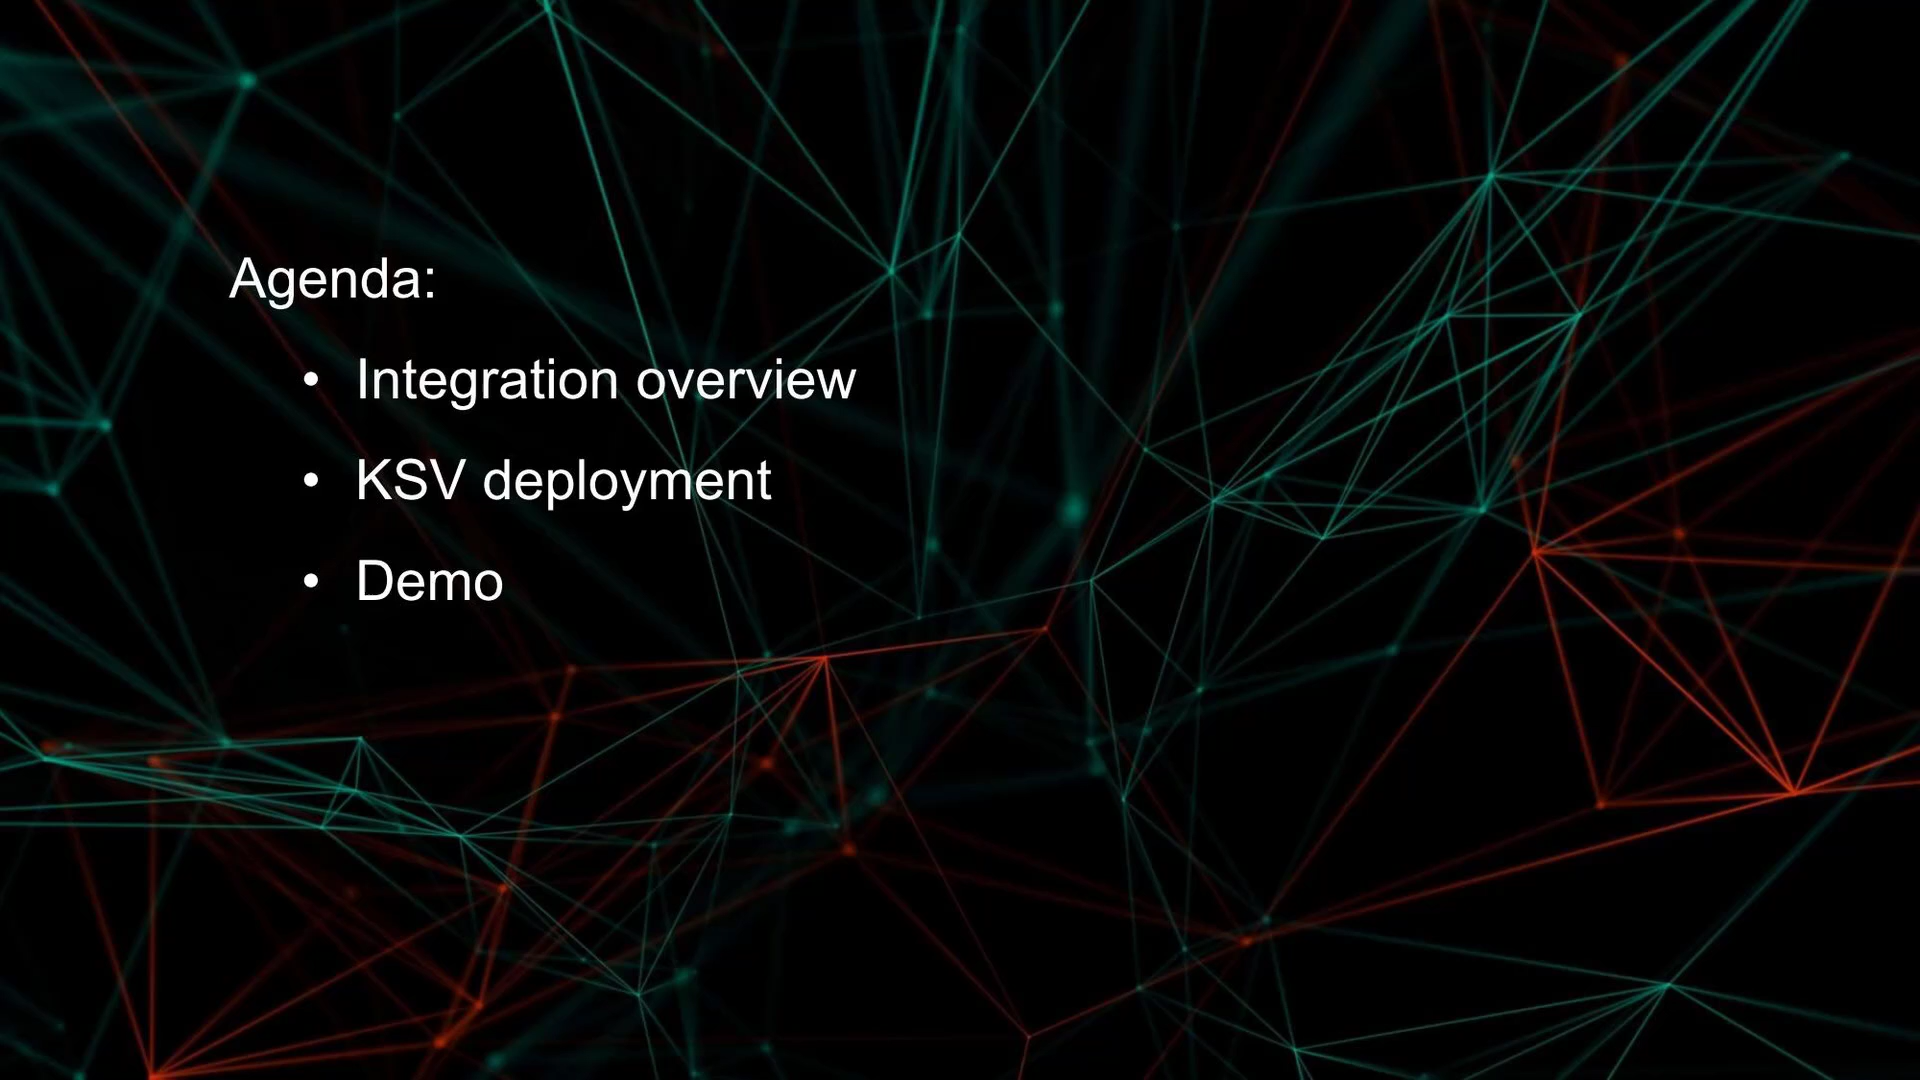 Agenda:
• Integration overview
• KSV deployment
• Demo